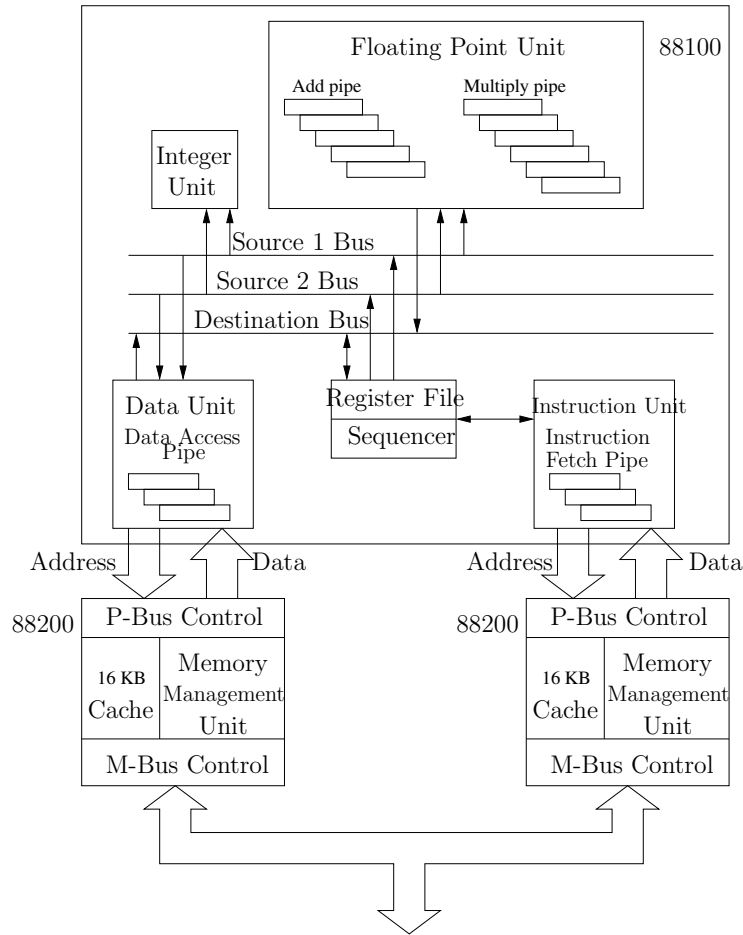 Floating Point Unit
88100
Add pipe
Multiply pipe
Integer
Unit
Source 1 Bus
Source 2 Bus
Destination Bus
Data Unit
Data Access
Pipe
Register File
Sequencer
Instruction Unit
Instruction
Fetch Pipe
Address
Data
Address
Data
88200
P-Bus Control
16 KB
Cache
Memory
Management
Unit
M-Bus Control
88200
P-Bus Control
16 KB
Cache
Memory
Management
Unit
M-Bus Control